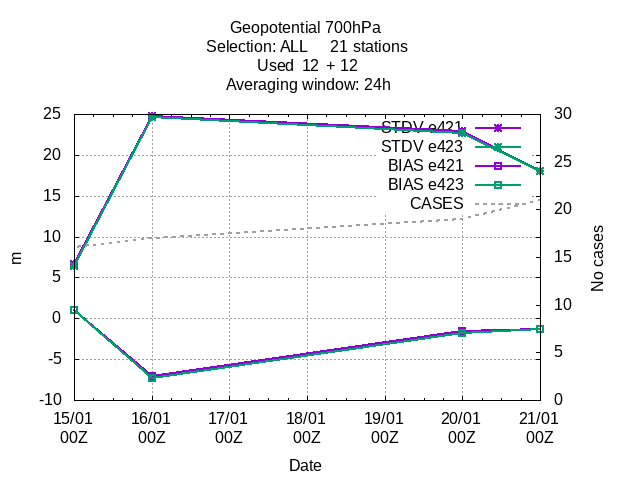 Geopotential 700hPa
Selection: ALL 21 stations
Used 12 + 12
Averaging window: 24h
STDV e421
STDV e423
BIAS e421
BIAS e423
CASES
25
20
15
10
5
0
-5
-10
m
30
25
20
15
10
5
0
No cases
15/01 16/01 17/01 18/01 19/01 20/01 21/01
00Z 00Z 00Z 00Z 00Z 00Z 00Z
Date